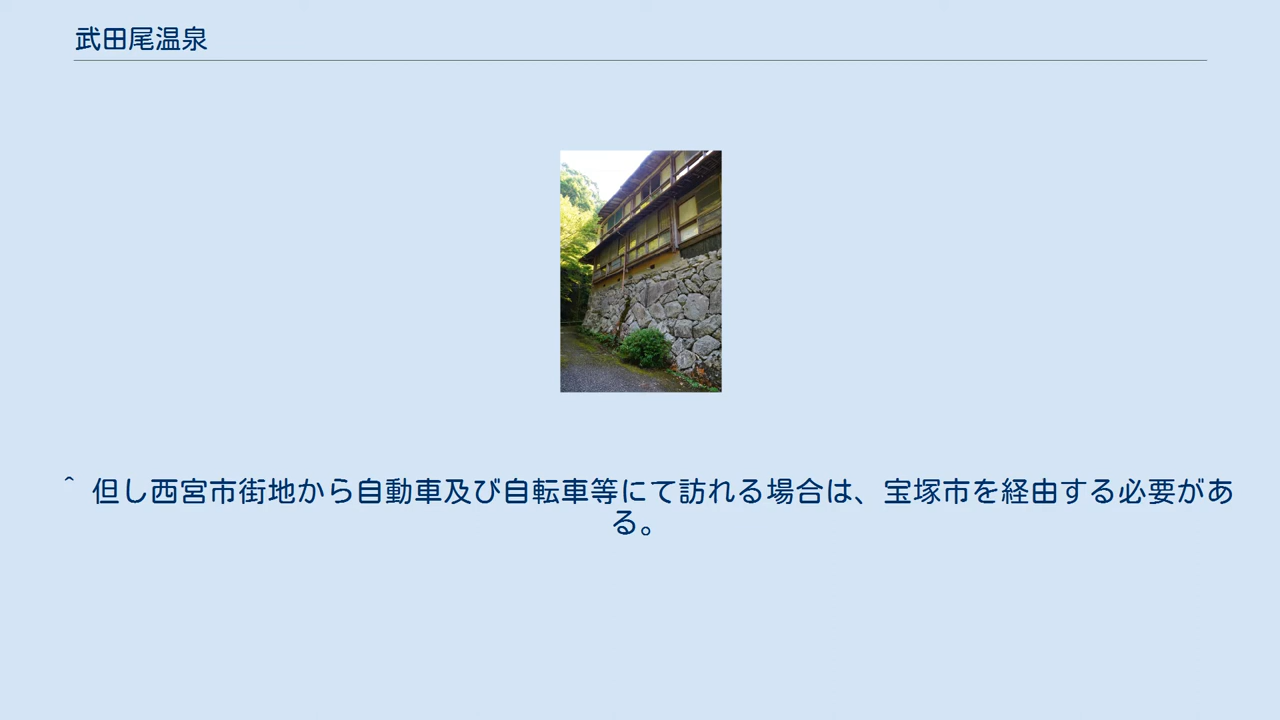 武田尾温泉
^ 但し西宮市街地から自動車及び自転車等にて訪れる場合は、宝塚市を経由する必要があ
る。